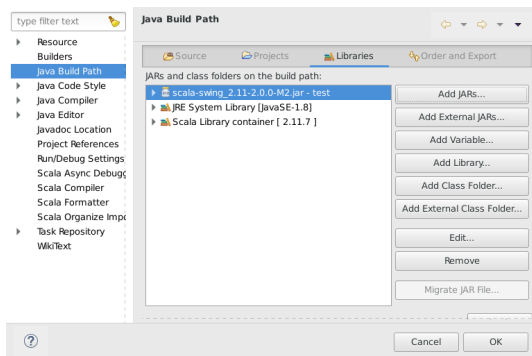 type filter text
Java Build Path
Resource
Builders
Java Build Path
Java Code Style
Java Compiler
Java Editor
Javadoc Location
Project References
Run/Debug Settings
Scala Async Debugg
Scala Compiler
Scala Formatter
Scala Organize Impo
Task Repository
WikiText
Source
Projects
Libraries
Order and Export
JARs and class folders on the build path:
scala-swing_2.11-2.0.0-M2.jar - test
JRE System Library [JavaSE-1.8]
Scala Library container [ 2.11.7 ]
Add JARs...
Add External JARs...
Add Variable...
Add Library...
Add Class Folder...
Add External Class Folder...
Edit...
Remove
Migrate JAR File...
Cancel
OK